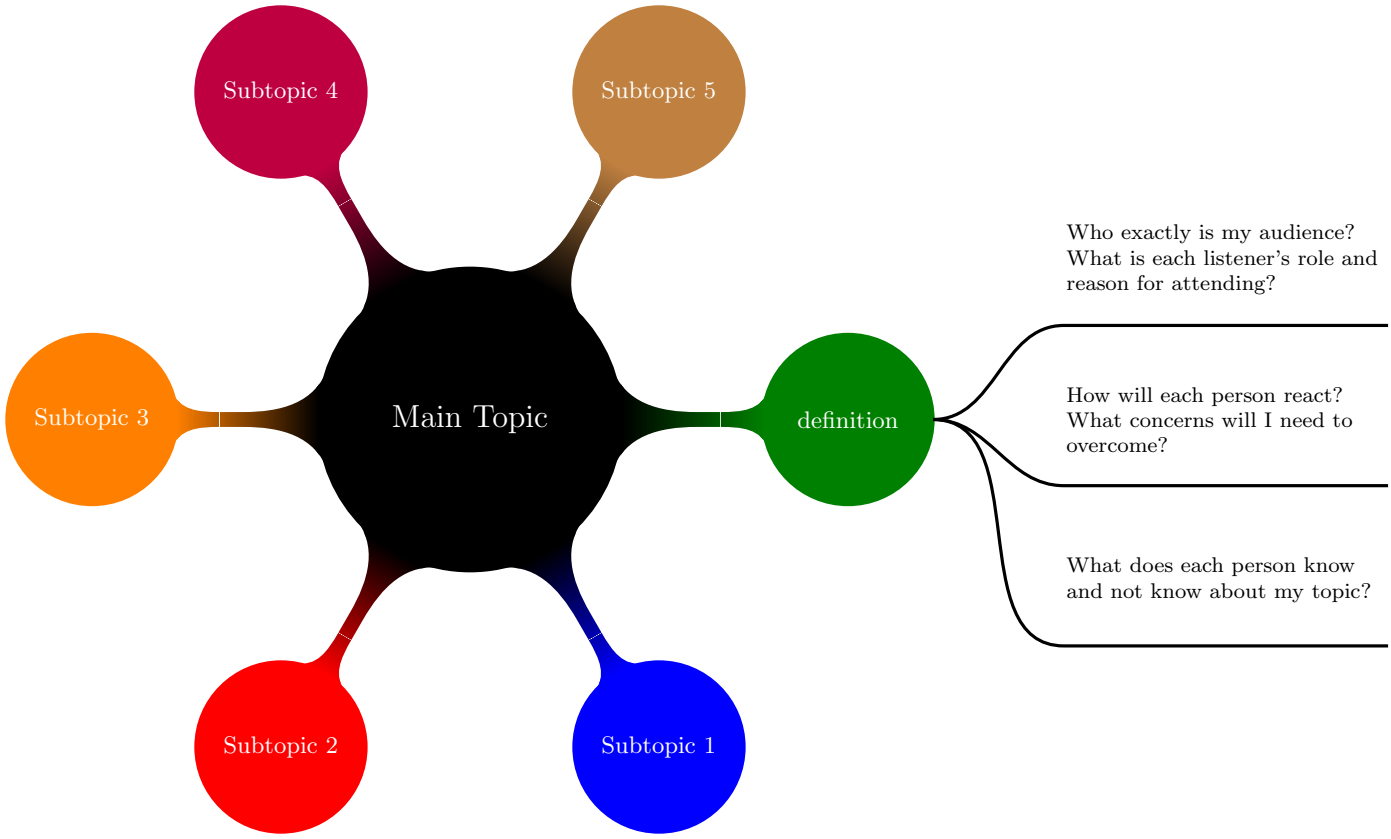 Subtopic 4
Subtopic 5
Who exactly is my audience?
What is each listener's role and
reason for attending?
Subtopic 3
Main Topic
definition
How will each person react?
What concerns will I need to
overcome?
What does each person know
and not know about my topic?
Subtopic 2
Subtopic 1